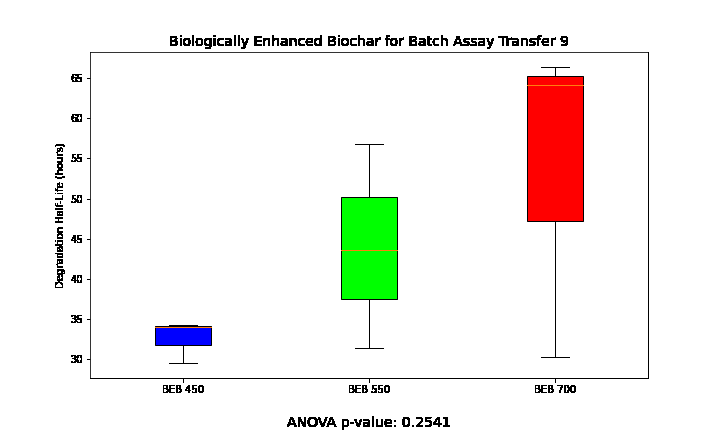 Biologically Enhanced Biochar for Batch Assay Transfer 9
Degradation Half-Life (hours)
65
60
55
50
45
40
35
30
BEB 450 BEB 550 BEB 700
ANOVA p-value: 0.2541